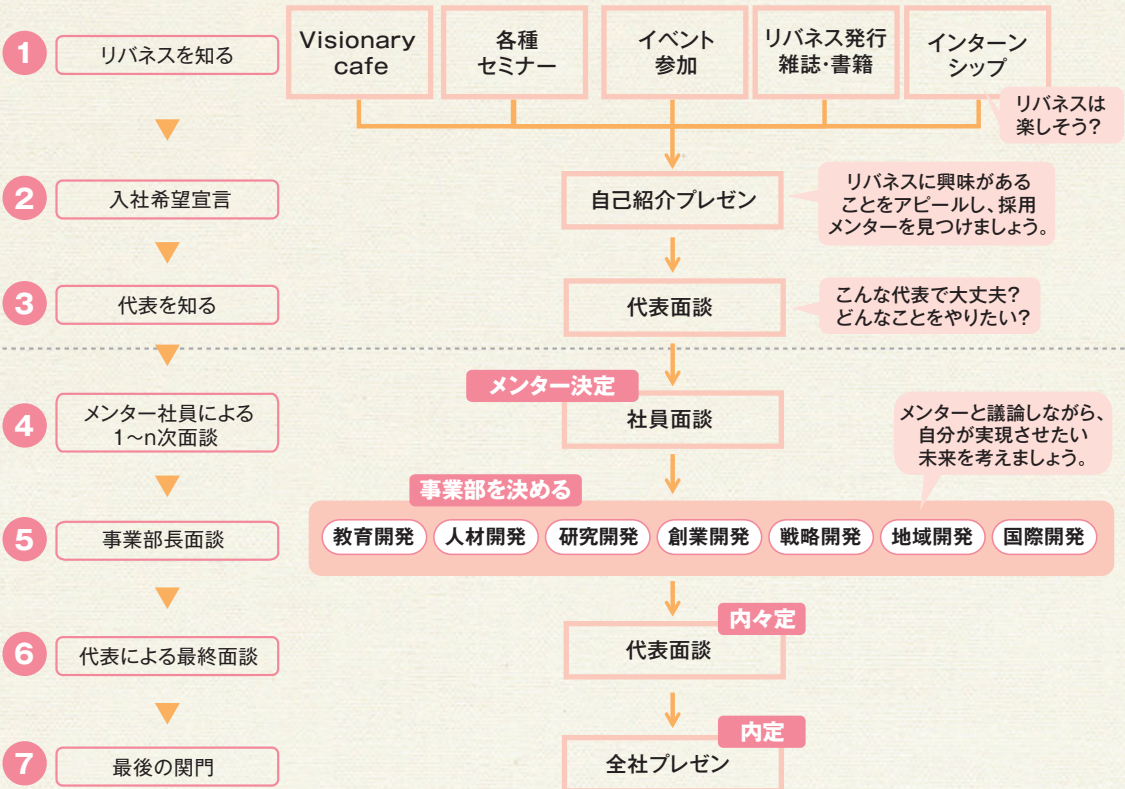 1
リバネスを知る
Visionary
cafe
各種
セミナー
イベント
参加
リバネス発行
雑誌・書籍
インターン
シップ
リバネスは
楽しそう?
2
入社希望宣言
自己紹介プレゼン
リバネスに興味がある
ことをアピールし、採用
メンターを見つけましょう。
3
代表を知る
代表面談
こんな代表で大丈夫?
どんなことをやりたい?
4
メンター社員による
1〜n次面談
メンター決定
社員面談
メンターと議論しながら、
自分が実現させたい
未来を考えましょう。
5
事業部長面談
事業部を決める
教育開発
人材開発
研究開発
創業開発
戦略開発
地域開発
国際開発
6
代表による最終面談
内々定
代表面談
7
最後の関門
内定
全社プレゼン